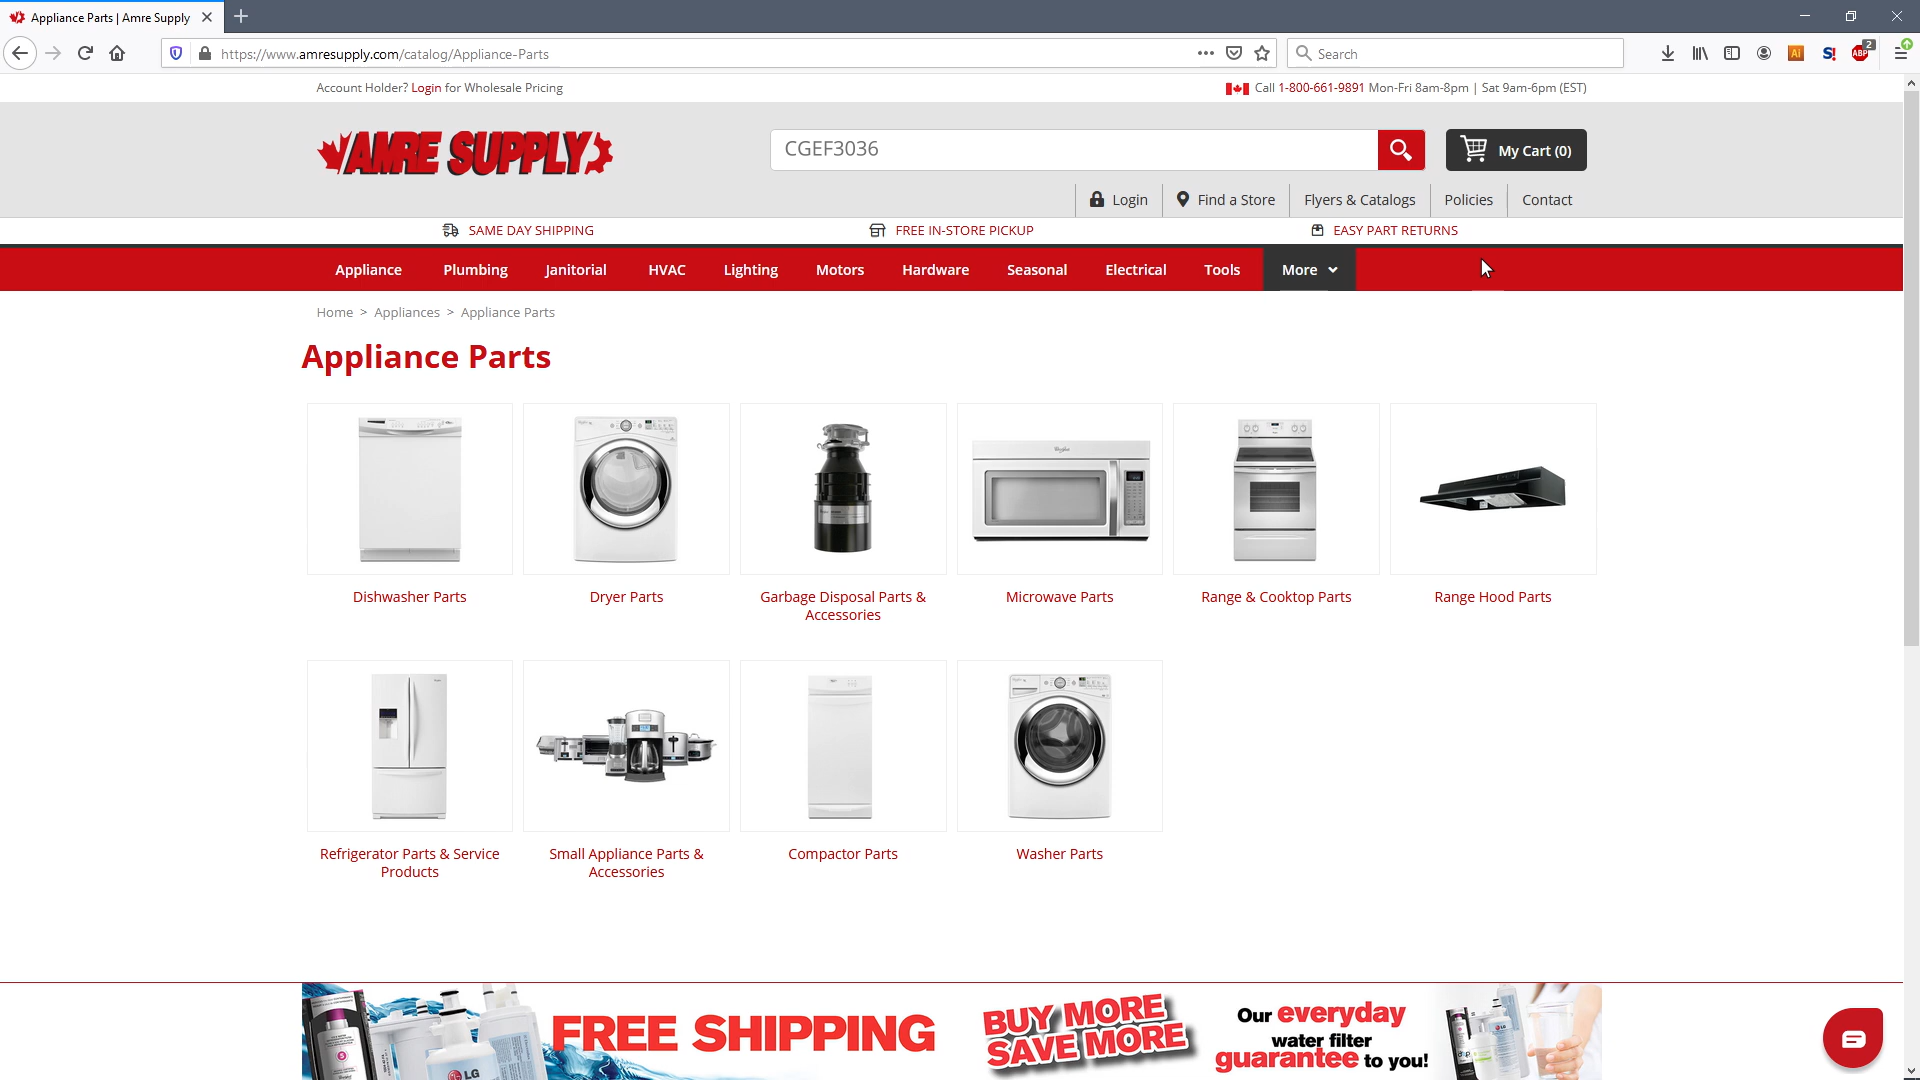 Appliance Parts | Amre Supply
https://www.amresupply.com/catalog/Appliance-Parts
Search
Ai
S!
ABP
2
Account Holder? Login for Wholesale Pricing
Call 1-800-661-9891 Mon-Fri 8am-8pm | Sat 9am-6pm (EST)
AMRE SUPPLY
CGEF3036
My Cart (0)
Login
Find a Store
Flyers & Catalogs
Policies
Contact
SAME DAY SHIPPING
FREE IN-STORE PICKUP
EASY PART RETURNS
Appliance
Plumbing
Janitorial
HVAC
Lighting
Motors
Hardware
Seasonal
Electrical
Tools
More
Home > Appliances > Appliance Parts
Appliance Parts
Dishwasher Parts
Dryer Parts
Garbage Disposal Parts &
Accessories
Microwave Parts
Range & Cooktop Parts
Range Hood Parts
Refrigerator Parts & Service
Products
Small Appliance Parts &
Accessories
Compactor Parts
Washer Parts
FREE SHIPPING
BUY MORE
SAVE MORE
Our everyday
water filter
guarantee to you!
LG